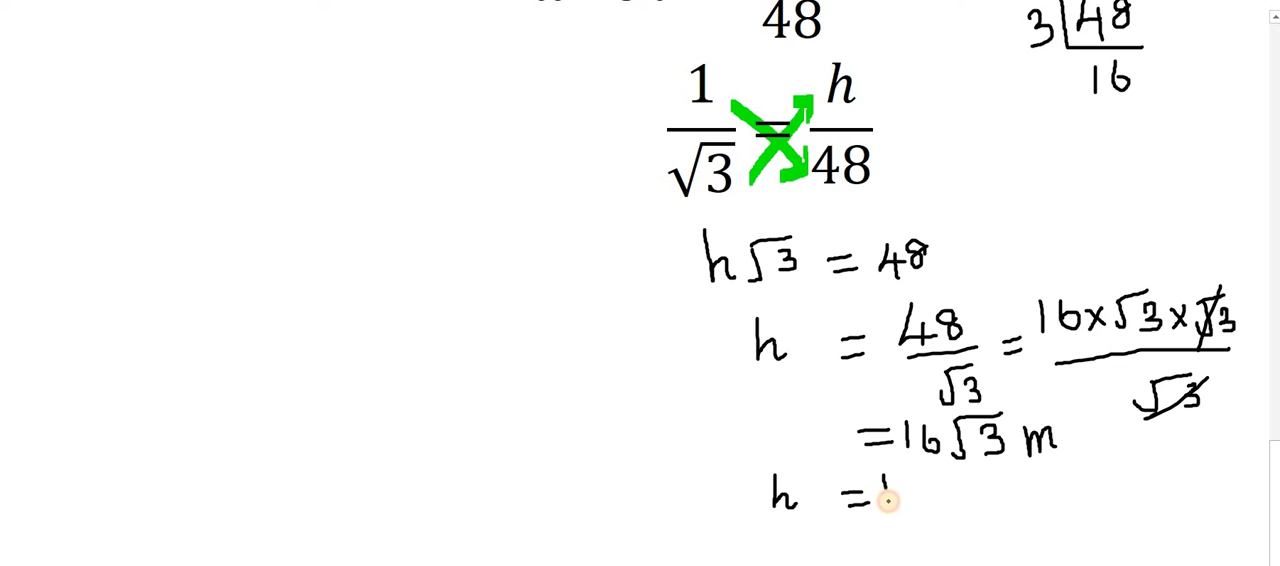 48
3 | 48
16
1/√3 = h/48
h√3 = 48
h = 48/√3 = 16×√3×√3/√3
= 16√3 m
h =